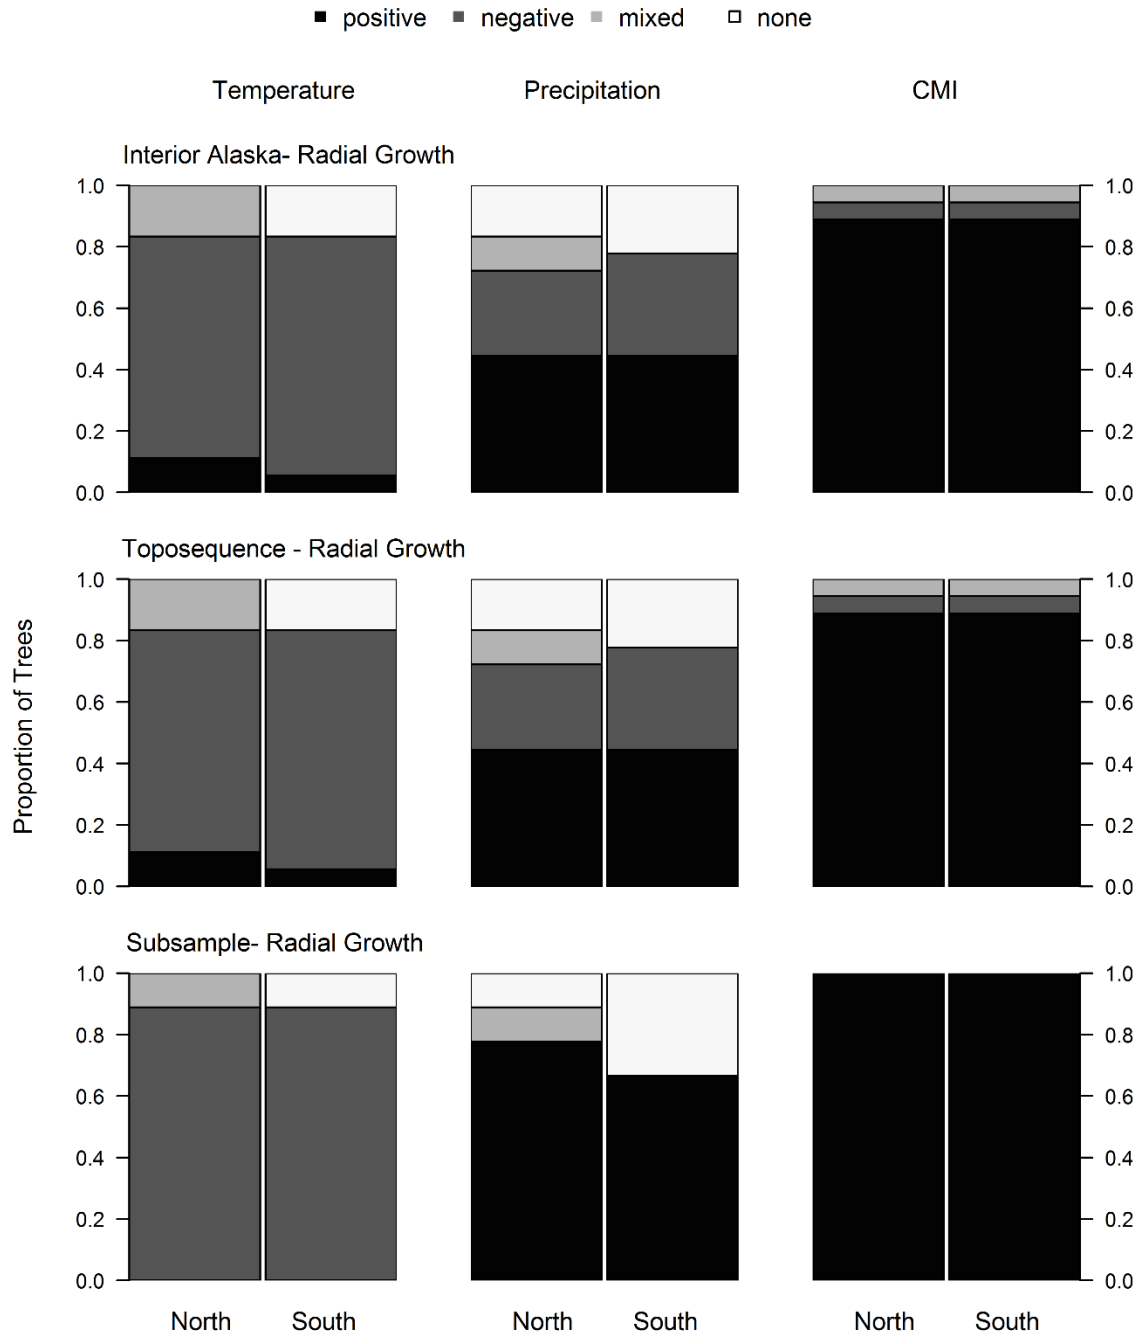 positive negative mixed none
Temperature Precipitation CMI
Interior Alaska- Radial Growth
1.0 1.0
0.8 0.8
0.6 0.6
0.4 0.4
0.2 0.2
0.0 0.0
Toposequence - Radial Growth
1.0 1.0
0.8 0.8
0.6 0.6
0.4 0.4
0.2 0.2
0.0 0.0
Proportion of Trees
Subsample- Radial Growth
1.0 1.0
0.8 0.8
0.6 0.6
0.4 0.4
0.2 0.2
0.0 0.0
North South North South North South